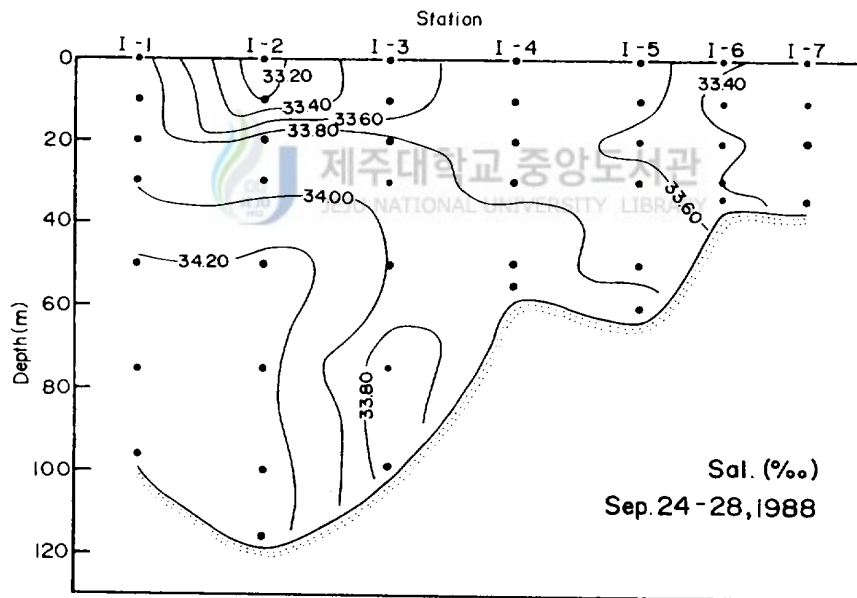 Station
I-1 I-2 I-3 I-4 I-5 I-6 I-7
0
20
40
60
80
100
120
Depth(m)
33.20
33.40
33.60
33.80
34.00
34.20
33.80
33.40
33.60
제주대학교 중앙도서관
JEJU NATIONAL UNIVERSITY LIBRARY
JEJU
1952
Sal. (‰)
Sep. 24-28, 1988